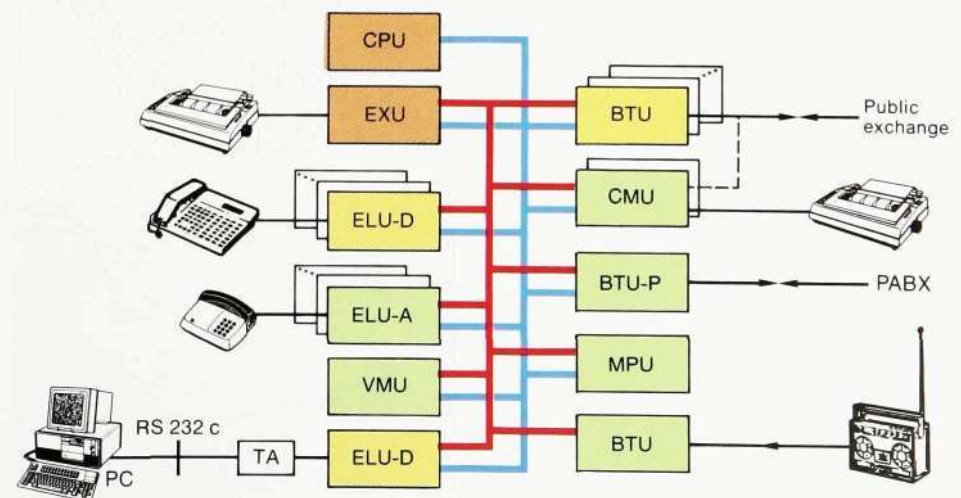 CPU
EXU
BTU
Public
exchange
ELU-D
CMU
ELU-A
BTU-P
PABX
VMU
MPU
RS 232 c
PC
TA
ELU-D
BTU